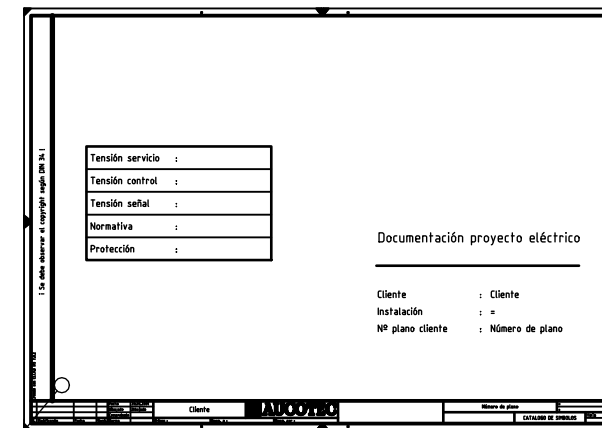 ¡ Se debe observar el copyright según DIN 34 !
Tensión servicio :
Tensión control :
Tensión señal :
Normativa :
Protección :
Documentación proyecto eléctrico
Cliente : Cliente
Instalación : =
Nº plano cliente : Número de plano
Cliente
AUCOTEC
Número de plano
CATALOGO DE SIMBOLOS